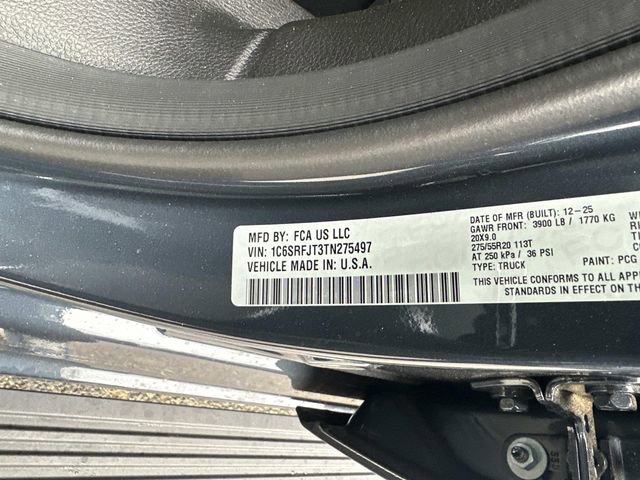 MFD BY: FCA US LLC
VIN: 1C6SRFJT3TN275497
VEHICLE MADE IN: U.S.A.
DATE OF MFR (BUILT): 12-25
GAWR FRONT: 3900 LB / 1770 KG
20X9.0
275/55R20 113T
AT 250 kPa / 36 PSI
TYPE: TRUCK
PAINT: PCG
THIS VEHICLE CONFORMS TO ALL APPL
STANDARDS IN EFFECT ON THE